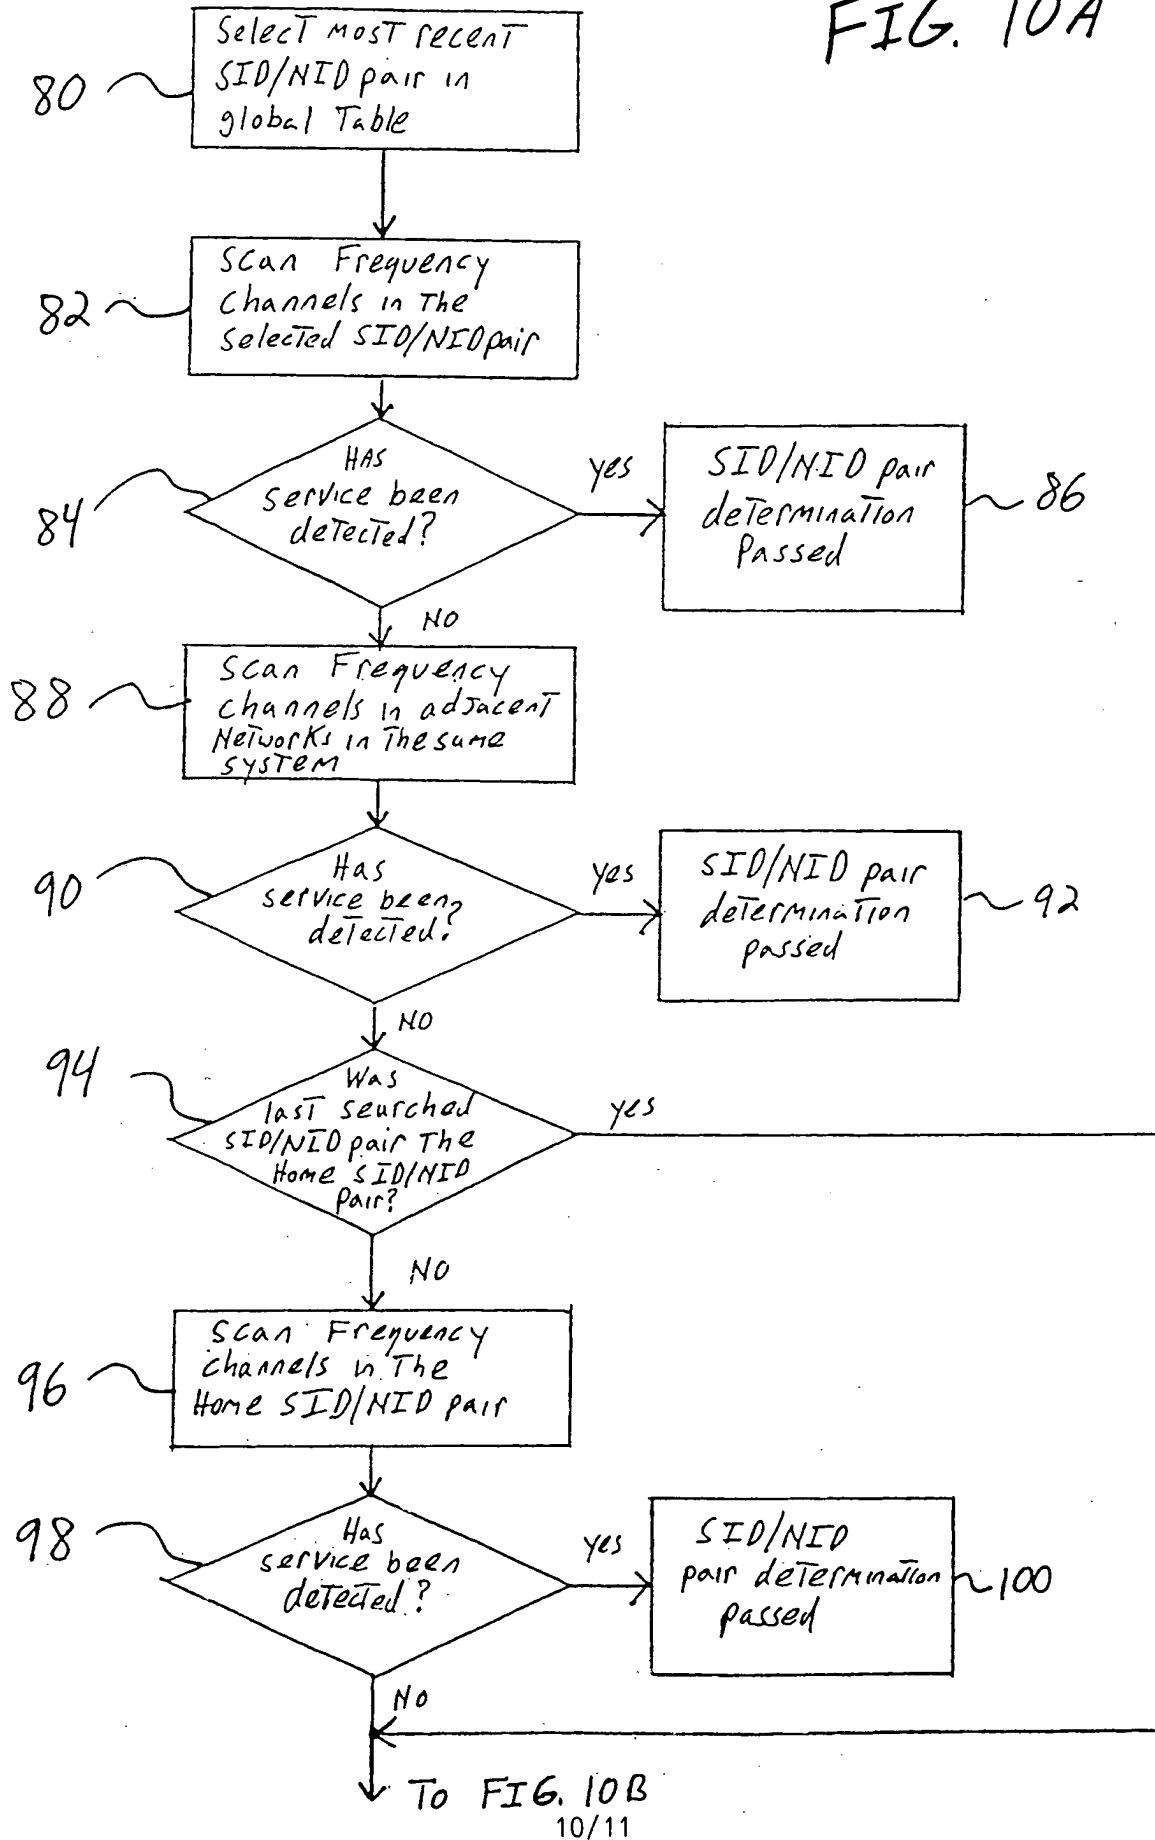 FIG. 10A
Select most recent
SID/NID pair in
global Table
80
Scan Frequency
Channels in The
Selected SID/NID pair
82
HAS
service been
detected?
84
yes
SID/NID pair
determination
Passed
86
NO
Scan Frequency
channels in adjacent
Networks in The same
system
88
Has
service been
detected?
90
yes
SID/NID pair
determination
passed
92
NO
Was
last searched
SID/NID pair The
Home SID/NID
Pair?
94
yes
NO
Scan Frequency
channels in The
Home SID/NID pair
96
Has
service been
detected?
98
yes
SID/NID
pair determination
passed
100
NO
To FIG. 10B
10/11